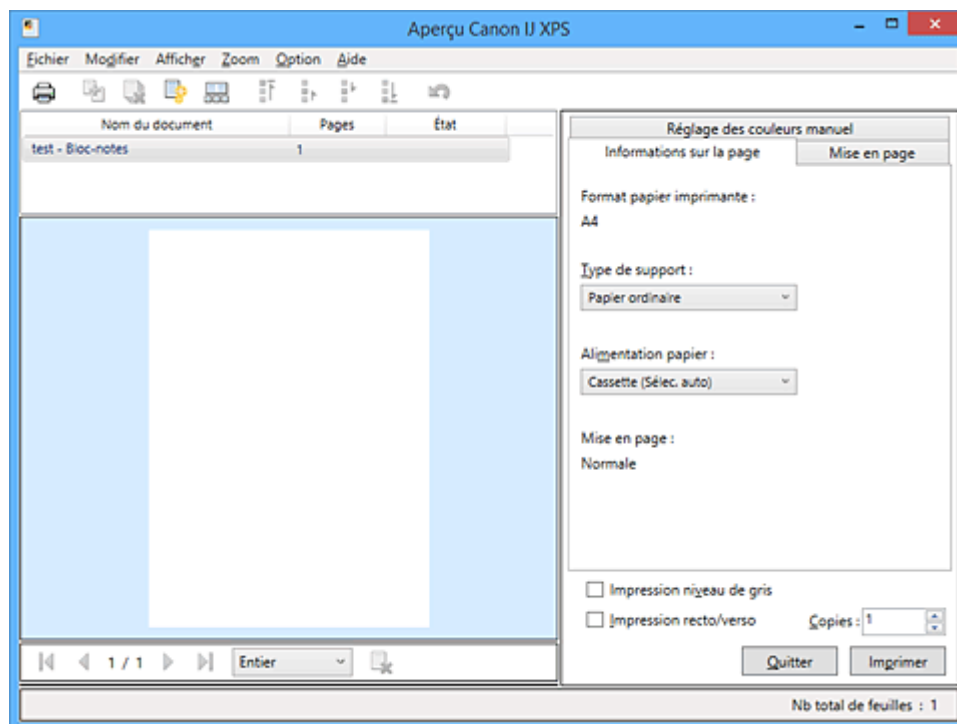 Aperçu Canon IJ XPS
Fichier Modifier Afficher Zoom Option Aide
Nom du document Pages État
test - Bloc-notes 1
Réglage des couleurs manuel
Informations sur la page Mise en page
Format papier imprimante :
A4
Type de support :
Papier ordinaire
Alimentation papier :
Cassette (Sélec. auto)
Mise en page :
Normale
Impression niveau de gris
Impression recto/verso Copies : 1
1 / 1 Entier
Quitter Imprimer
Nb total de feuilles : 1